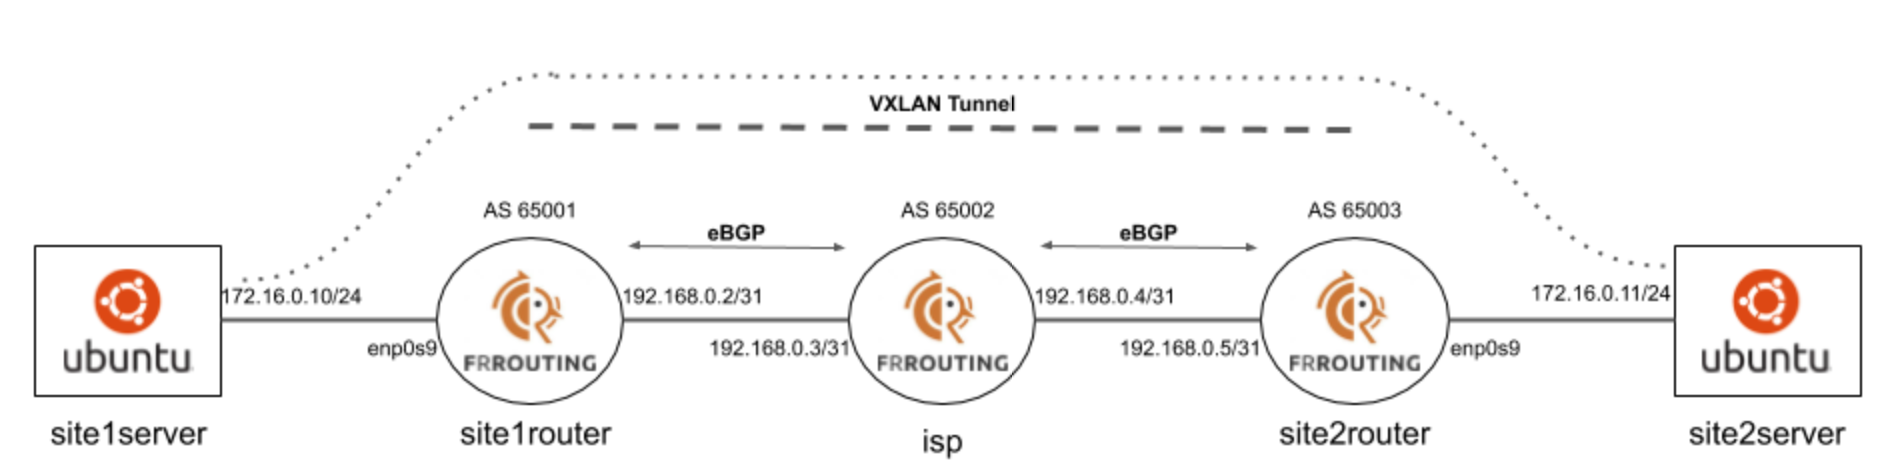 VXLAN Tunnel
AS 65001
AS 65002
AS 65003
eBGP
eBGP
172.16.0.10/24
192.168.0.2/31
192.168.0.4/31
172.16.0.11/24
enp0s9
192.168.0.3/31
192.168.0.5/31
enp0s9
ubuntu
FRROUTING
FRROUTING
FRROUTING
ubuntu
site1server
site1router
isp
site2router
site2server